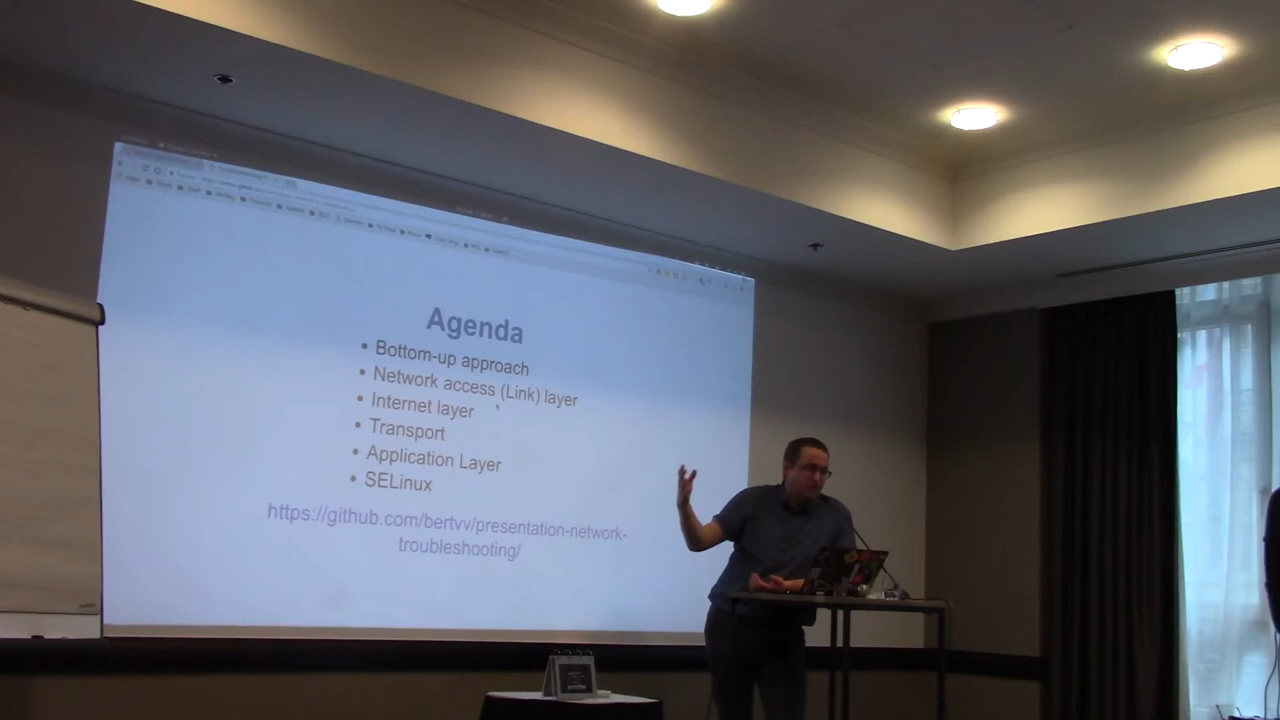 Agenda
• Bottom-up approach
• Network access (Link) layer
• Internet layer
• Transport
• Application Layer
• SELinux
https://github.com/bertvv/presentation-network-
troubleshooting/